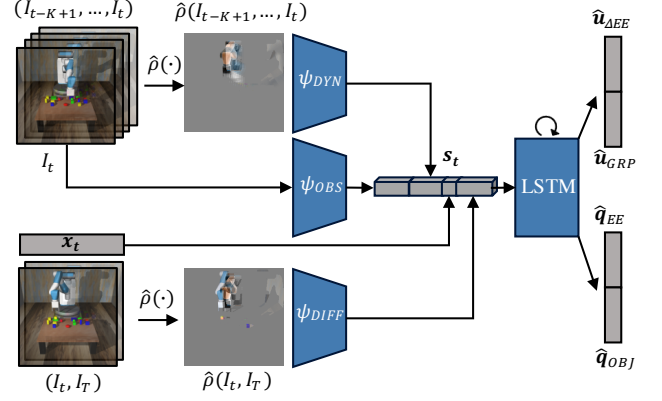 (I_{t-K+1}, …, I_t)
ρ̂(I_{t-K+1}, …, I_t)
ρ̂(·)
ψ_{DYN}
û_{ΔEE}
I_t
s_t
û_{GRP}
ψ_{OBS}
LSTM
x_t
q̂_{EE}
ρ̂(·)
ψ_{DIFF}
(I_t, I_T)
ρ̂(I_t, I_T)
q̂_{OBJ}